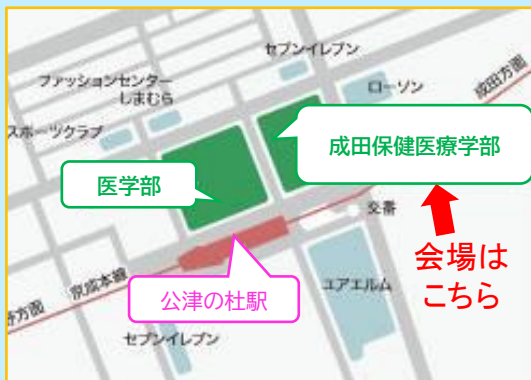 セブンイレブン
成田方面
ファッションセンター
しまむら
ローソン
スポーツクラブ
成田保健医療学部
医学部
交番
会場は
こちら
公津の杜駅
ユアエルム
京成本線
野方面
セブンイレブン